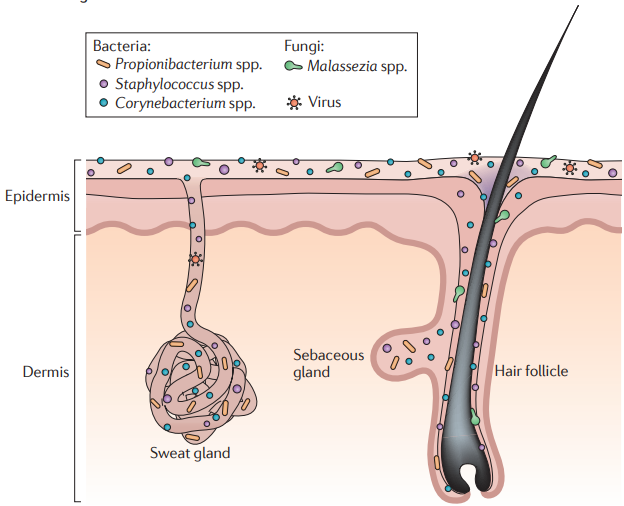 Bacteria:
Propionibacterium spp.
Staphylococcus spp.
Corynebacterium spp.
Fungi:
Malassezia spp.
Virus
Epidermis
Dermis
Sebaceous
gland
Hair follicle
Sweat gland